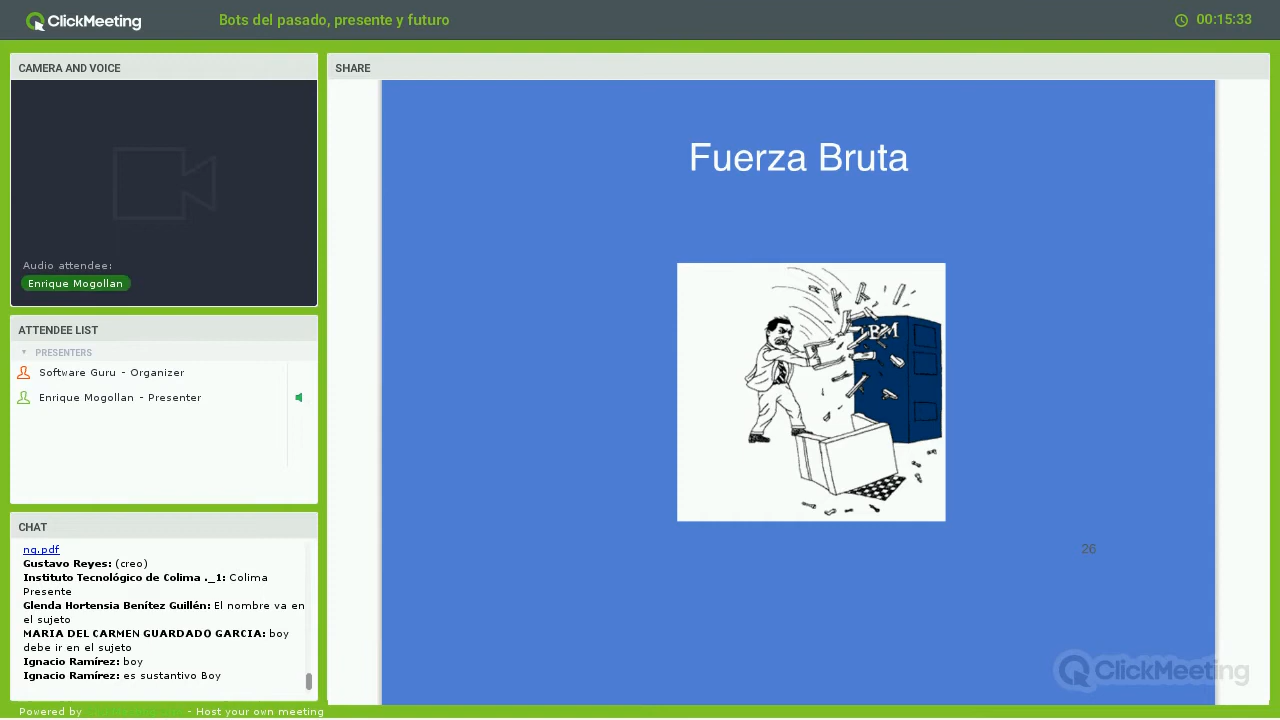 ClickMeeting
Bots del pasado, presente y futuro
00:15:33
CAMERA AND VOICE
Audio attendee:
Enrique Mogollan
ATTENDEE LIST
PRESENTERS
Software Guru - Organizer
Enrique Mogollan - Presenter
CHAT
ng.pdf
Gustavo Reyes: (creo)
Instituto Tecnológico de Colima ._1: Colima
Presente
Glenda Hortensia Benítez Guillén: El nombre va en
el sujeto
MARIA DEL CARMEN GUARDADO GARCIA: boy
debe ir en el sujeto
Ignacio Ramírez: boy
Ignacio Ramírez: es sustantivo Boy
Powered by
- Host your own meeting
SHARE
Fuerza Bruta
IBM
26
ClickMeeting